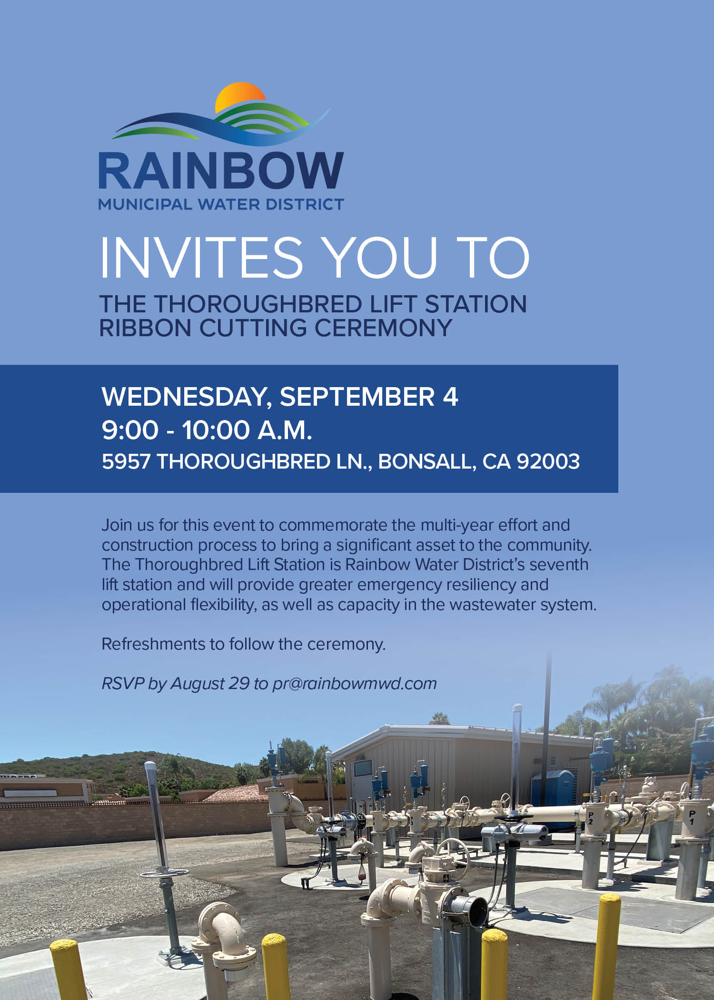 RAINBOW
MUNICIPAL WATER DISTRICT
INVITES YOU TO
THE THOROUGHBRED LIFT STATION
RIBBON CUTTING CEREMONY
WEDNESDAY, SEPTEMBER 4
9:00 - 10:00 A.M.
5957 THOROUGHBRED LN., BONSALL, CA 92003
Join us for this event to commemorate the multi-year effort and
construction process to bring a significant asset to the community.
The Thoroughbred Lift Station is Rainbow Water District's seventh
lift station and will provide greater emergency resiliency and
operational flexibility, as well as capacity in the wastewater system.
Refreshments to follow the ceremony.
RSVP by August 29 to pr@rainbowmwd.com
P
3
P
2
P
1